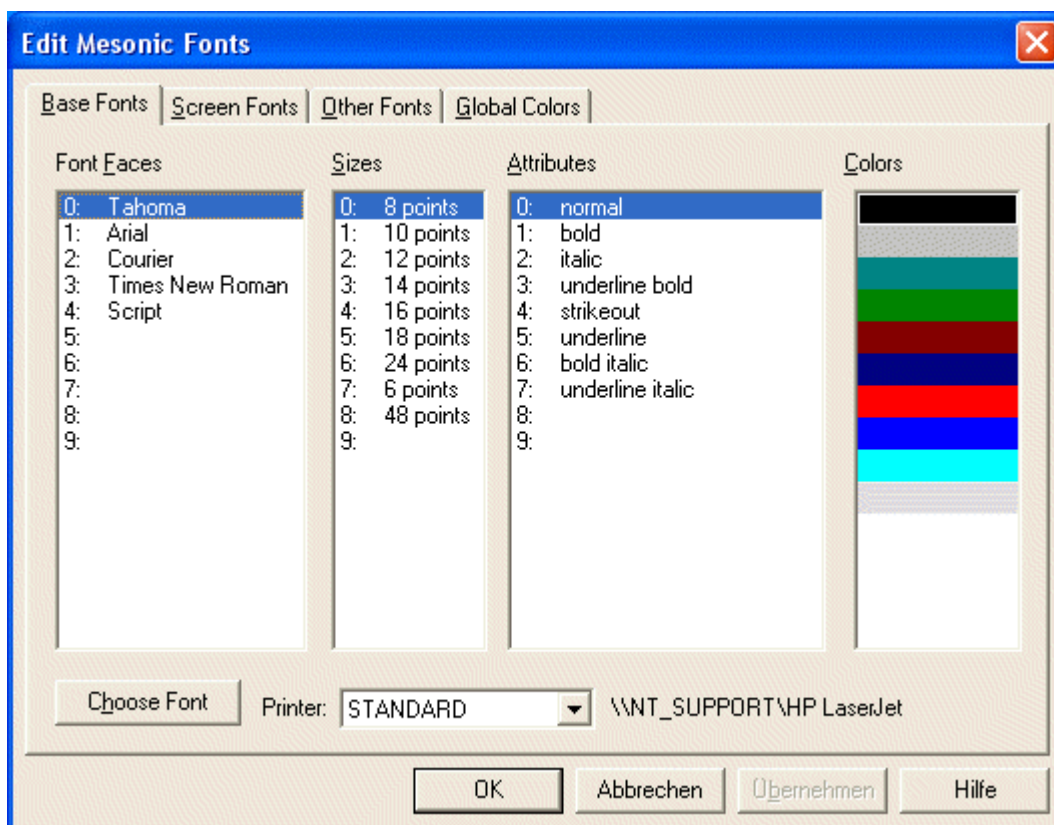 Edit Mesonic Fonts
Base Fonts Screen Fonts Other Fonts Global Colors
Font Faces Sizes Attributes Colors
0: Tahoma 0: 8 points 0: normal
1: Arial 1: 10 points 1: bold
2: Courier 2: 12 points 2: italic
3: Times New Roman 3: 14 points 3: underline bold
4: Script 4: 16 points 4: strikeout
5: 5: 18 points 5: underline
6: 6: 24 points 6: bold italic
7: 7: 6 points 7: underline italic
8: 8: 48 points 8:
9: 9: 9:
Choose Font Printer: STANDARD \\NT_SUPPORT\HP LaserJet
OK Abbrechen Übernehmen Hilfe